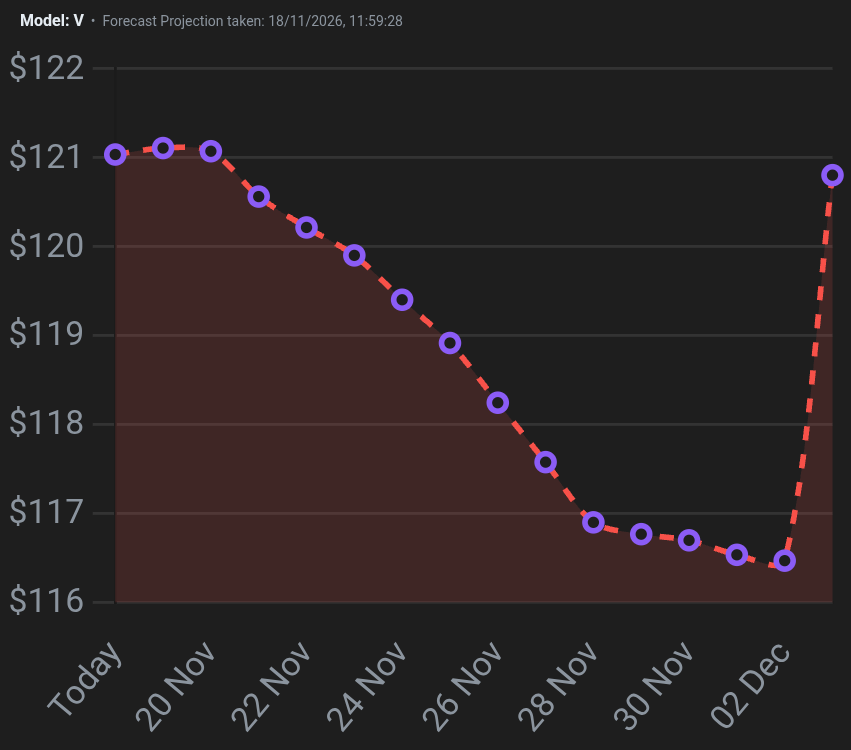 Model: V • Forecast Projection taken: 18/11/2026, 11:59:28
$122
$121
$120
$119
$118
$117
$116
Today
20 Nov
22 Nov
24 Nov
26 Nov
28 Nov
30 Nov
02 Dec